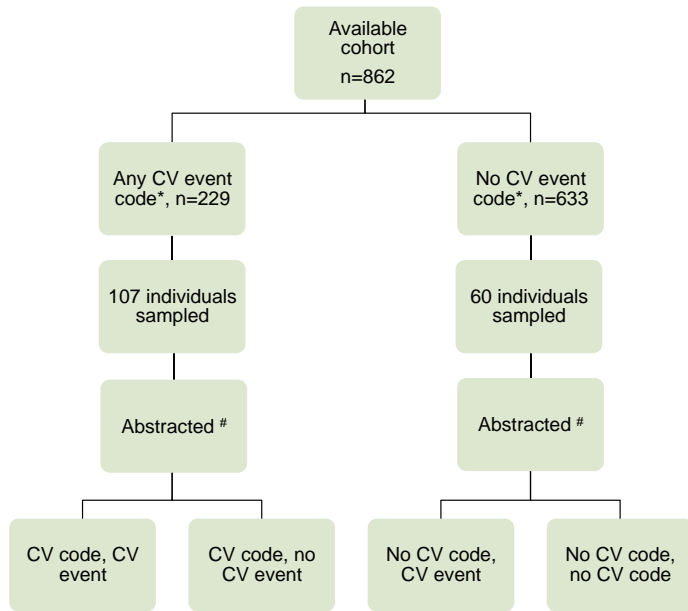 Available
cohort
n=862
Any CV event
code*, n=229
No CV event
code*, n=633
107 individuals
sampled
60 individuals
sampled
Abstracted #
Abstracted #
CV code, CV
event
CV code, no
CV event
No CV code,
CV event
No CV code,
no CV code